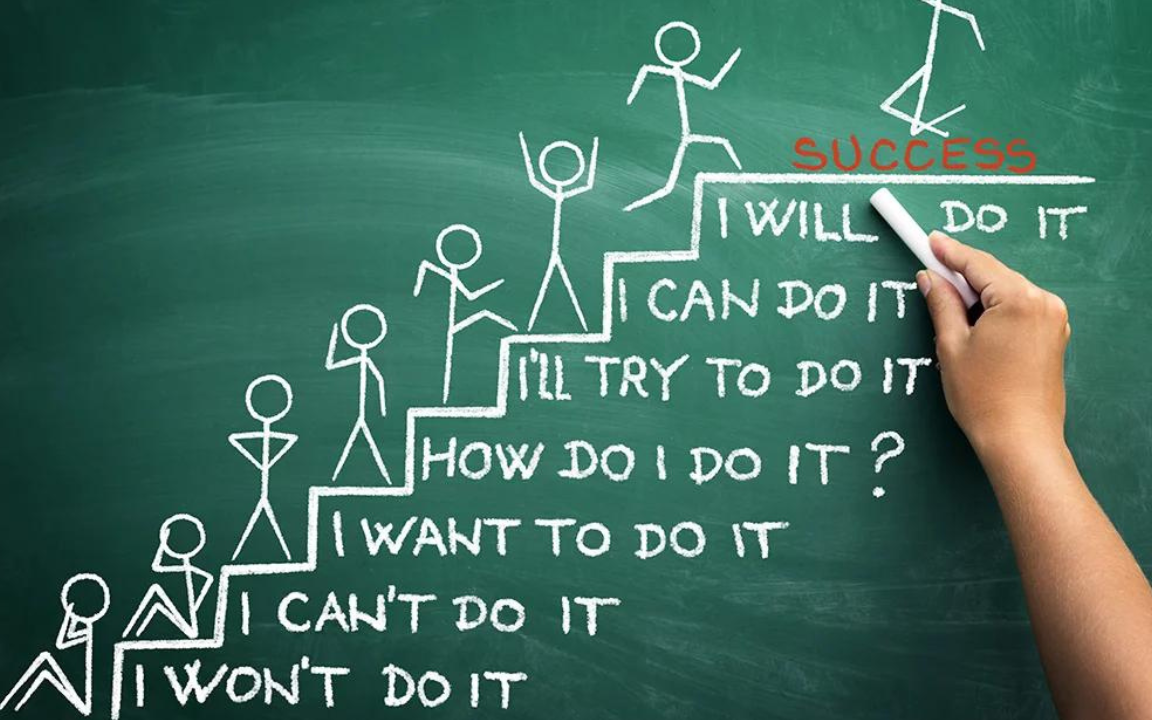 SUCCESS
I WILL DO IT
I CAN DO IT
I'LL TRY TO DO IT
HOW DO I DO IT ?
I WANT TO DO IT
I CAN'T DO IT
I WON'T DO IT